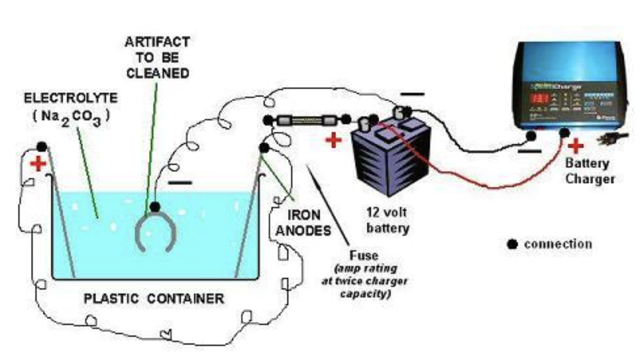 ARTIFACT
TO BE
CLEANED
ELECTROLYTE
( Na2CO3 )
+
−
IRON
ANODES
PLASTIC CONTAINER
Fuse
(amp rating
at twice charger
capacity)
+
−
12 volt
battery
Charge
−
+
Battery
Charger
● connection